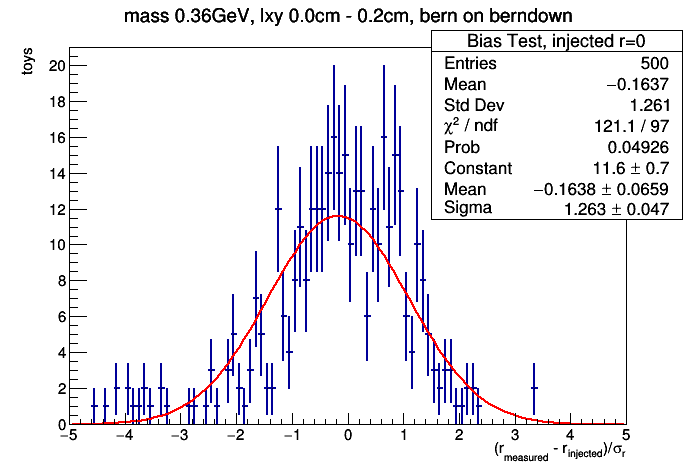 mass 0.36GeV, lxy 0.0cm - 0.2cm, bern on berndown
Bias Test, injected r=0
Entries 500
Mean −0.1637
Std Dev 1.261
χ² / ndf 121.1 / 97
Prob 0.04926
Constant 11.6 ± 0.7
Mean −0.1638 ± 0.0659
Sigma 1.263 ± 0.047
toys
20
18
16
14
12
10
8
6
4
2
0
−5 −4 −3 −2 −1 0 1 2 3 4 5
(r_measured - r_injected)/σ_r